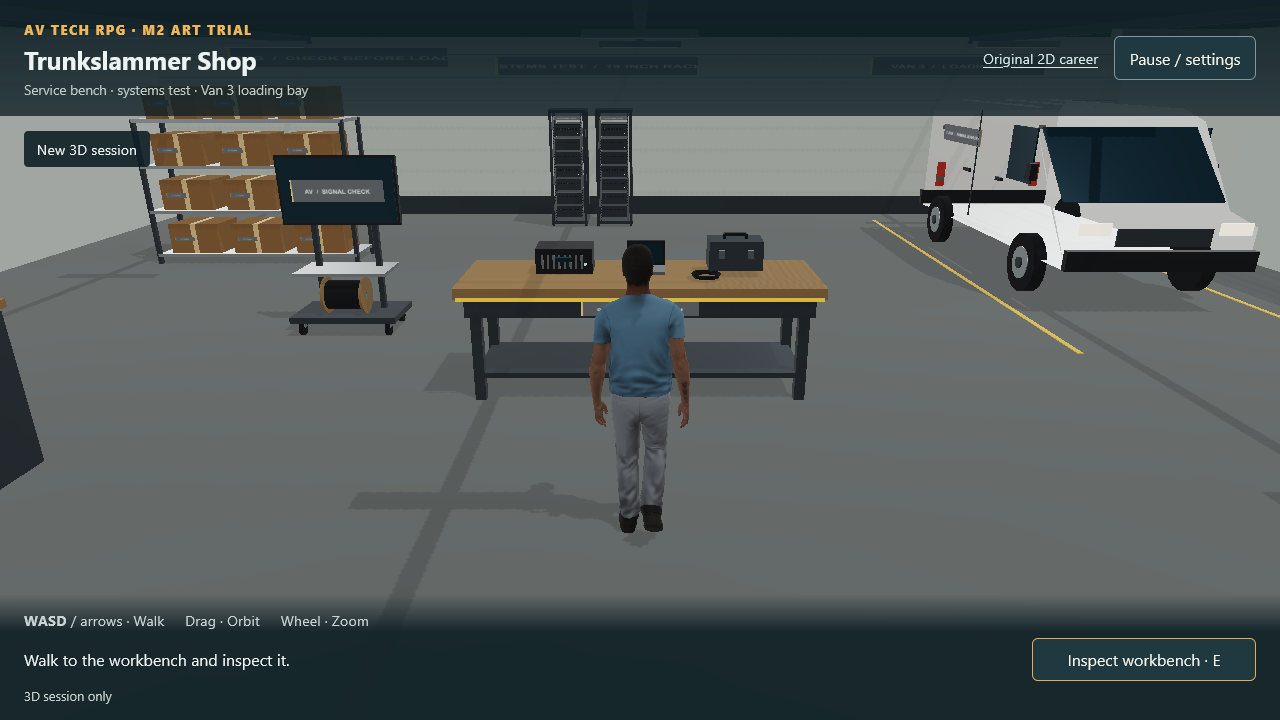 AV TECH RPG · M2 ART TRIAL
Trunkslammer Shop
Service bench · systems test · Van 3 loading bay
Original 2D career
Pause / settings
New 3D session
AV / SIGNAL CHECK
WASD / arrows · Walk Drag · Orbit Wheel · Zoom
Walk to the workbench and inspect it.
Inspect workbench · E
3D session only